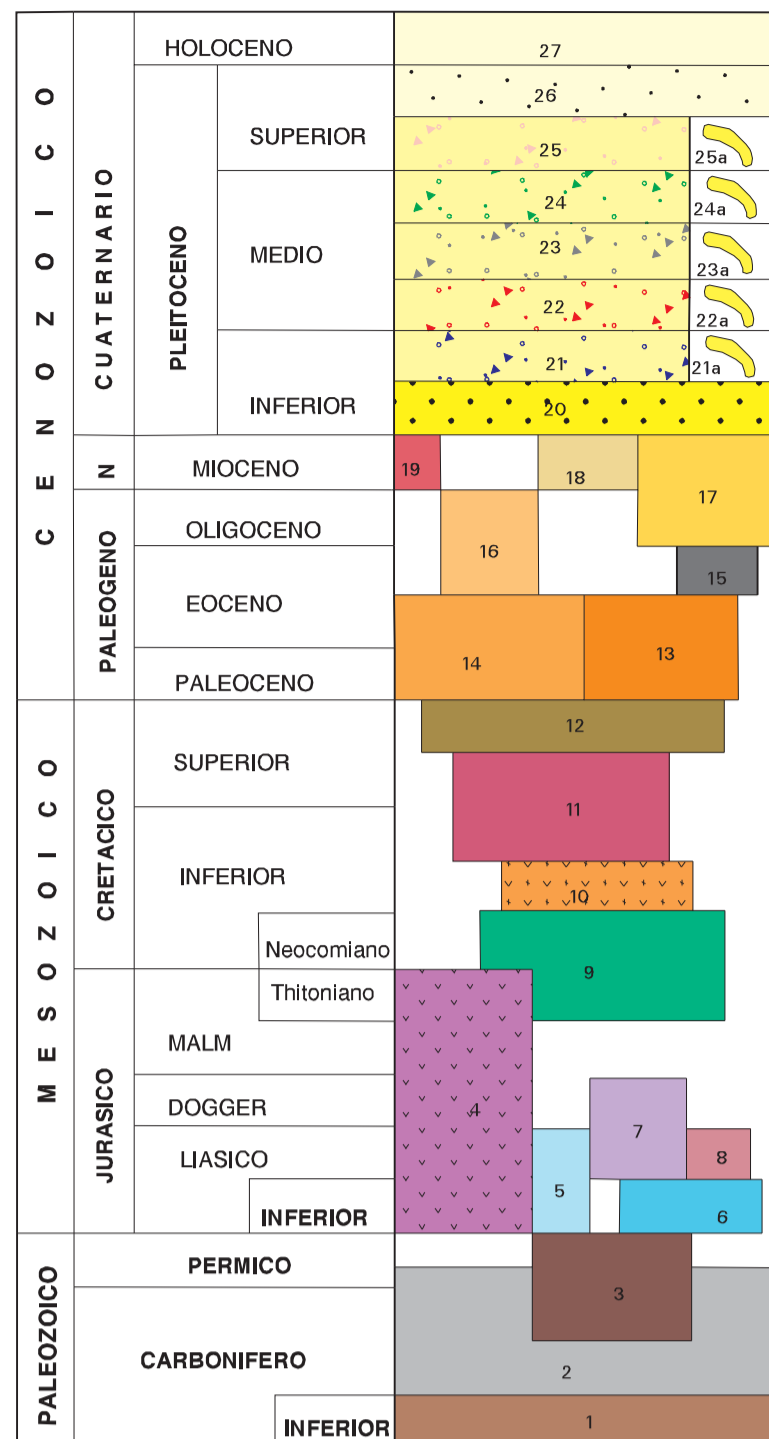 HOLOCENO 27
26
SUPERIOR
25 25a
24 24a
MEDIO 23 23a
22 22a
21 21a
INFERIOR 20
PLEITOCENO
CUATERNARIO
CENOZOICO
N MIOCENO 19 18 17
OLIGOCENO
16
15
EOCENO
PALEOGENO
14 13
PALEOCENO
12
SUPERIOR
11
INFERIOR
10
CRETACICO
Neocomiano 9
Thitoniano
MESOZOICO
MALM
DOGGER 4 7
LIASICO 8
5
JURASICO
INFERIOR 6
PERMICO
3
CARBONIFERO
2
PALEOZOICO
INFERIOR 1